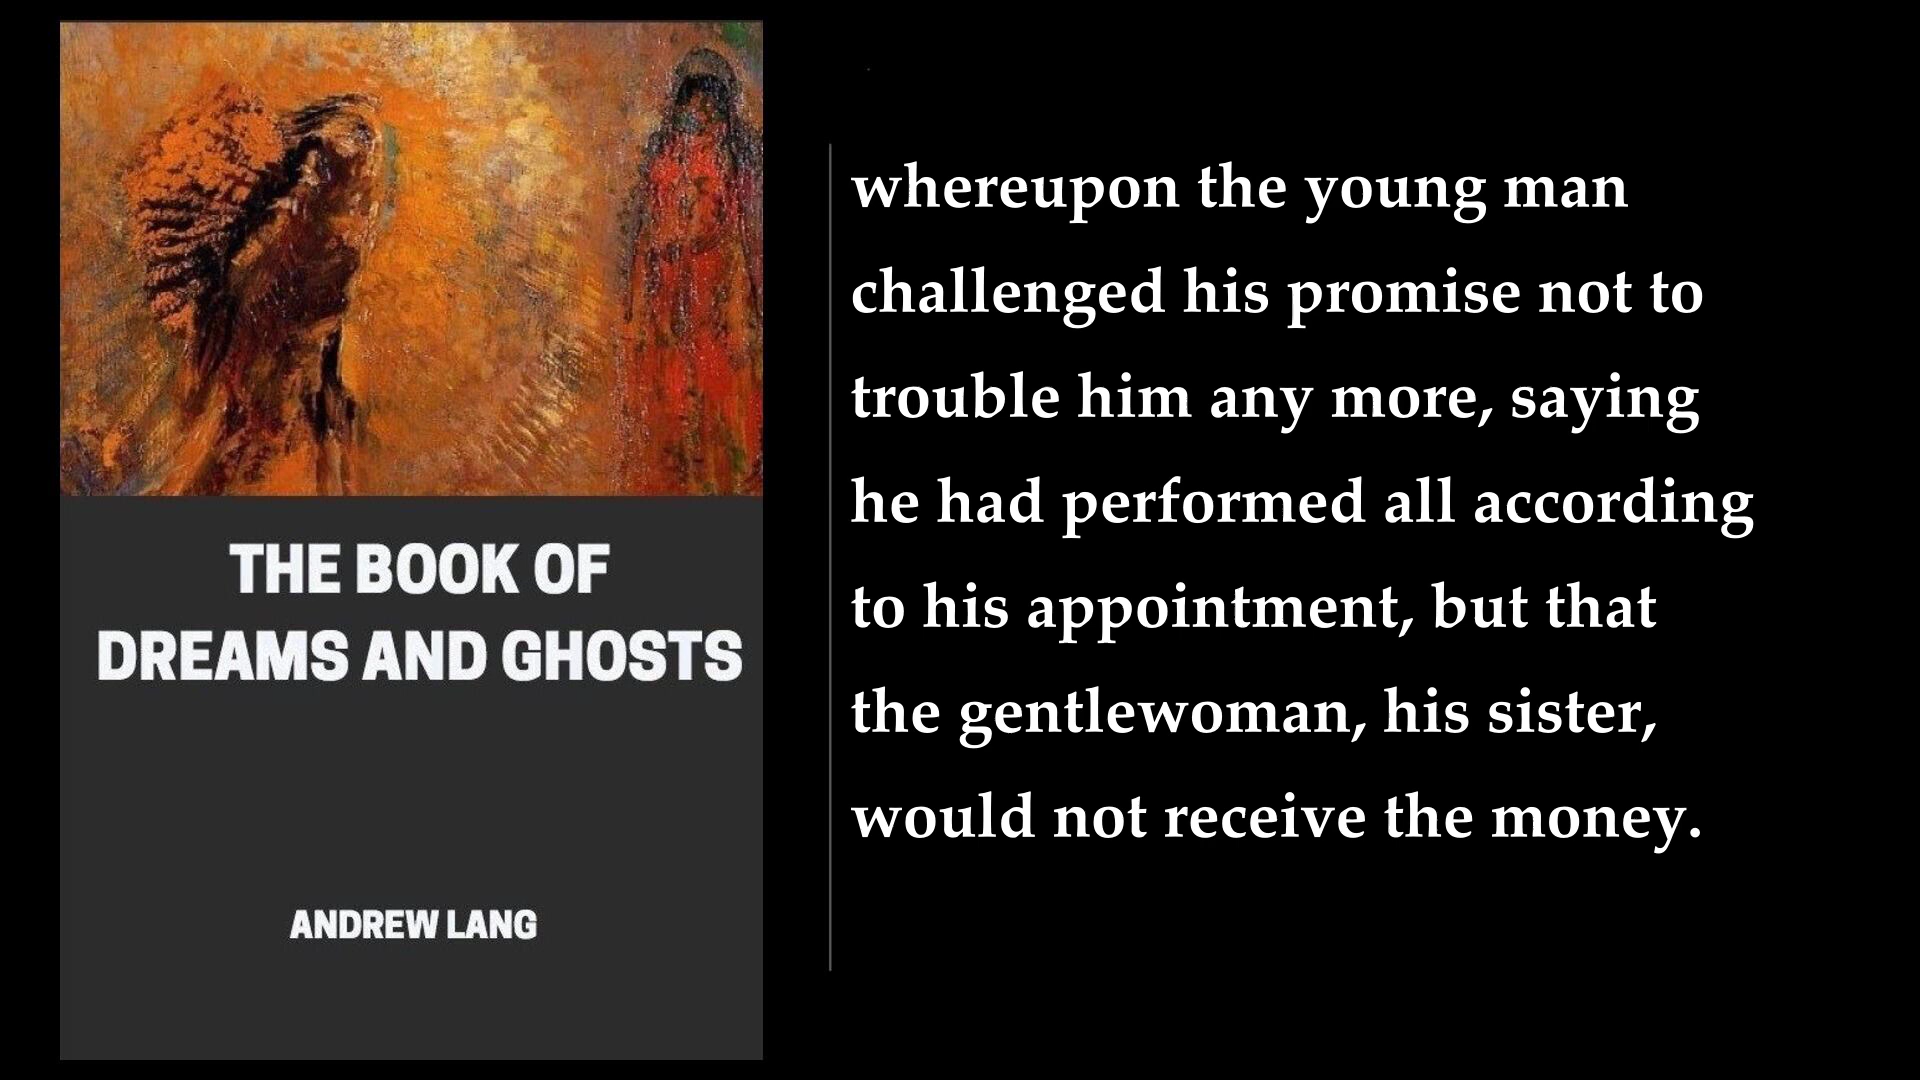 THE BOOK OF
DREAMS AND GHOSTS
ANDREW LANG
whereupon the young man
challenged his promise not to
trouble him any more, saying
he had performed all according
to his appointment, but that
the gentlewoman, his sister,
would not receive the money.